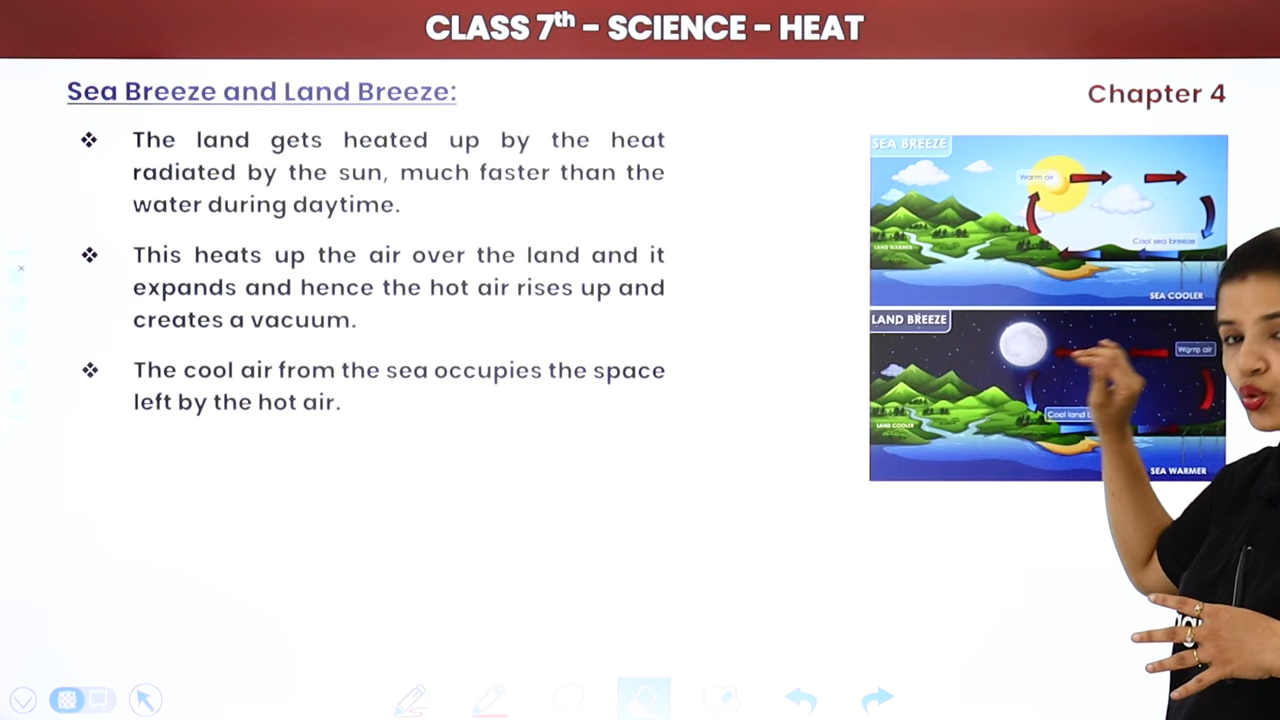 CLASS 7th - SCIENCE - HEAT
Sea Breeze and Land Breeze:
Chapter 4
❖ The land gets heated up by the heat
radiated by the sun, much faster than the
water during daytime.
❖ This heats up the air over the land and it
expands and hence the hot air rises up and
creates a vacuum.
❖ The cool air from the sea occupies the space
left by the hot air.
SEA BREEZE
Warm air
Cool sea breeze
LAND WARMER
SEA COOLER
LAND BREEZE
Warm air
Cool land
LAND COOLER
SEA WARMER